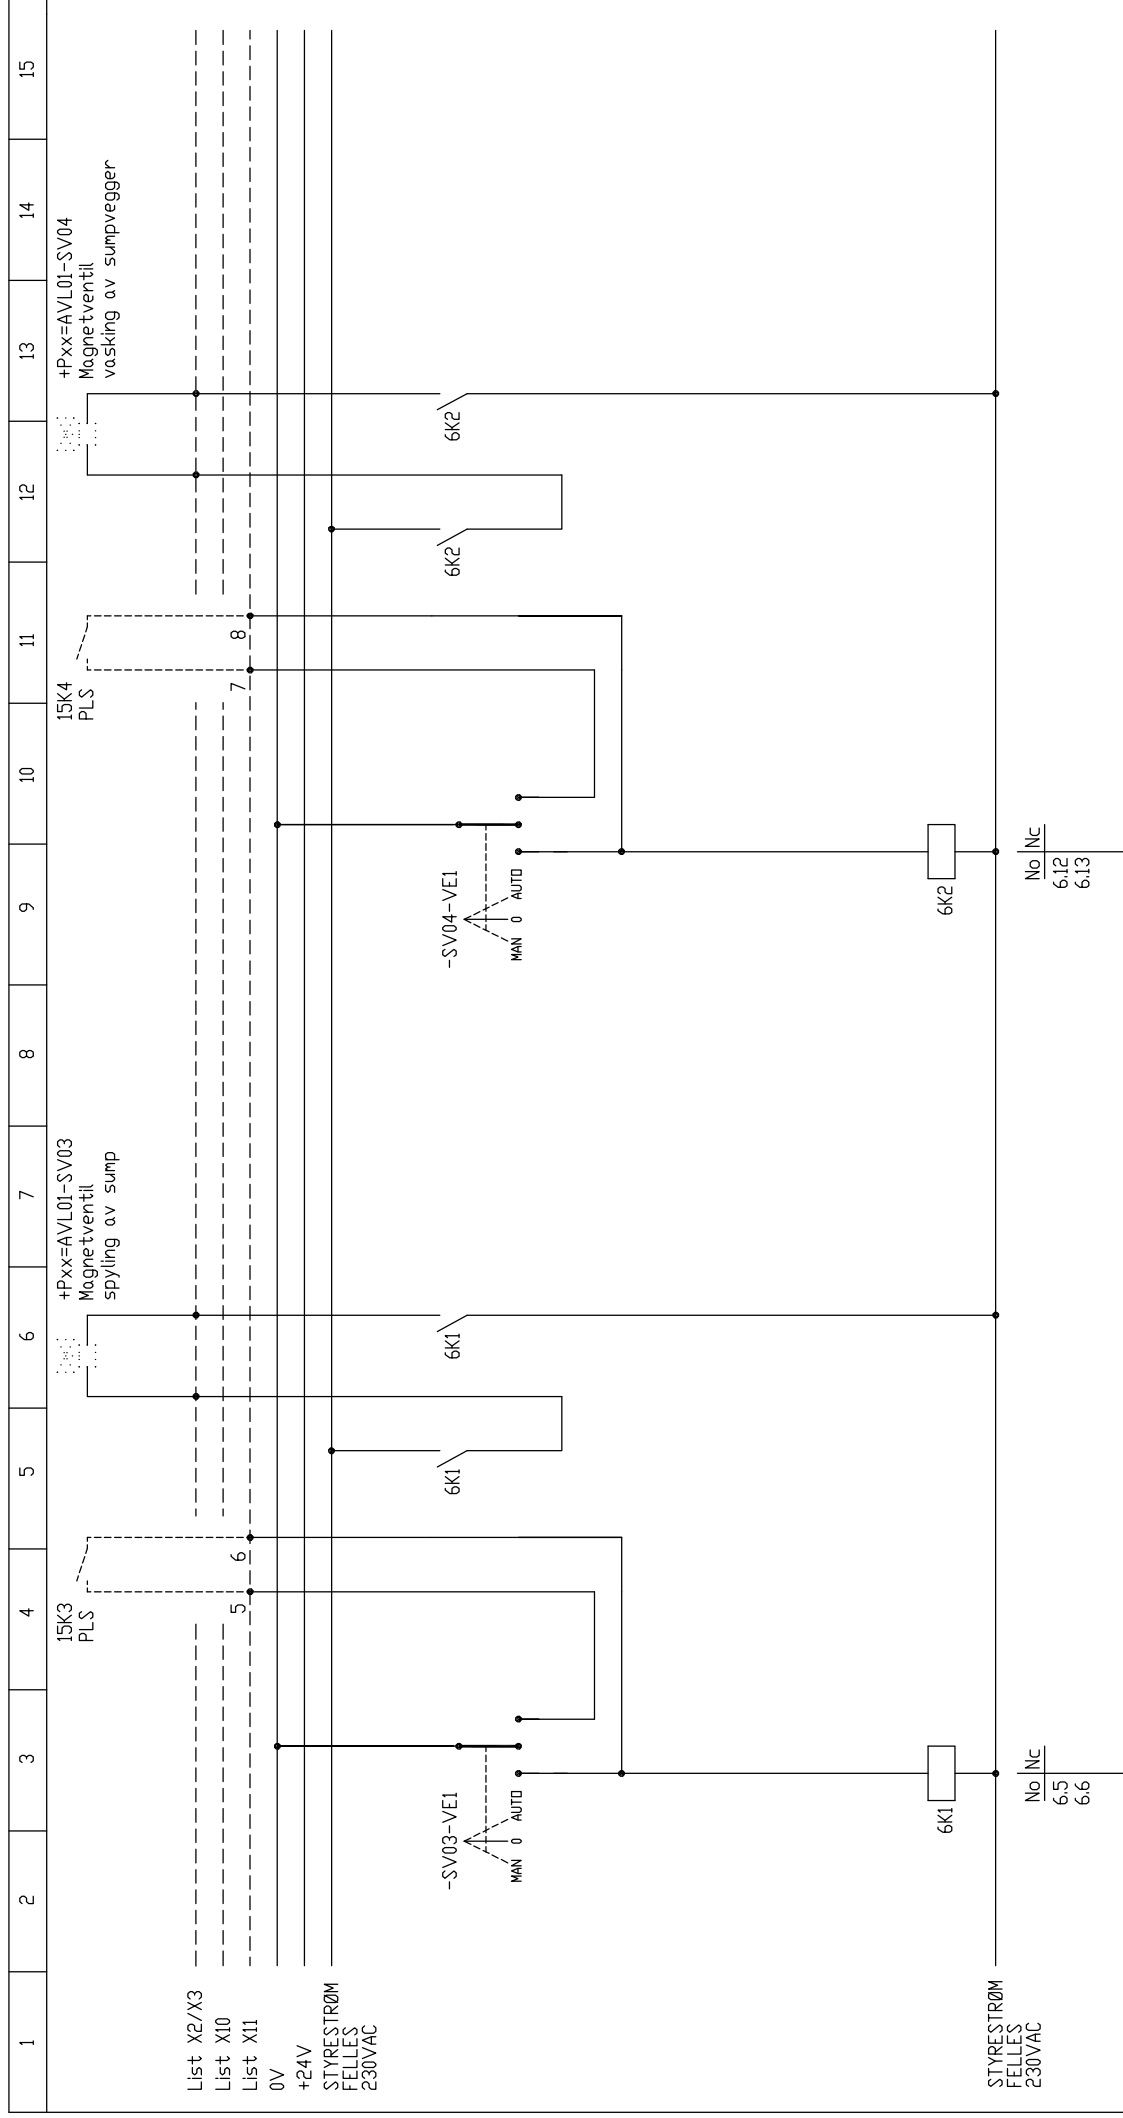 1
2
3
4
5
6
7
8
9
10
11
12
13
14
15
15K3
PLS
+Pxx=AVL01-SV03
Magnetventil
spyling av sump
15K4
PLS
+Pxx=AVL01-SV04
Magnetventil
vasking av sumpvegger
List X2/X3
List X10
List X11
5
6
7
8
0V
+24V
STYRESTRØM
FELLES
230VAC
6K1
6K1
6K2
6K2
-SV03-VE1
MAN 0 AUTO
-SV04-VE1
MAN 0 AUTO
6K1
6K2
STYRESTRØM
FELLES
230VAC
No Nc
6.5
6.6
No Nc
6.12
6.13